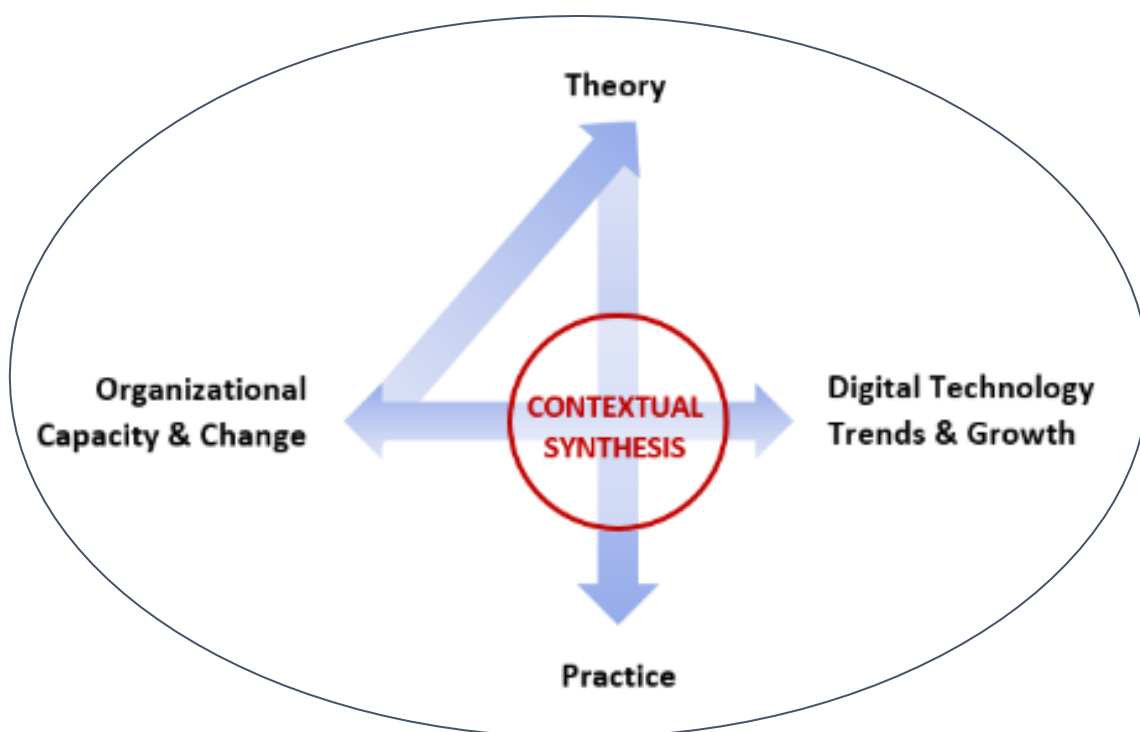 Theory
Organizational
Capacity & Change
CONTEXTUAL
SYNTHESIS
Digital Technology
Trends & Growth
Practice